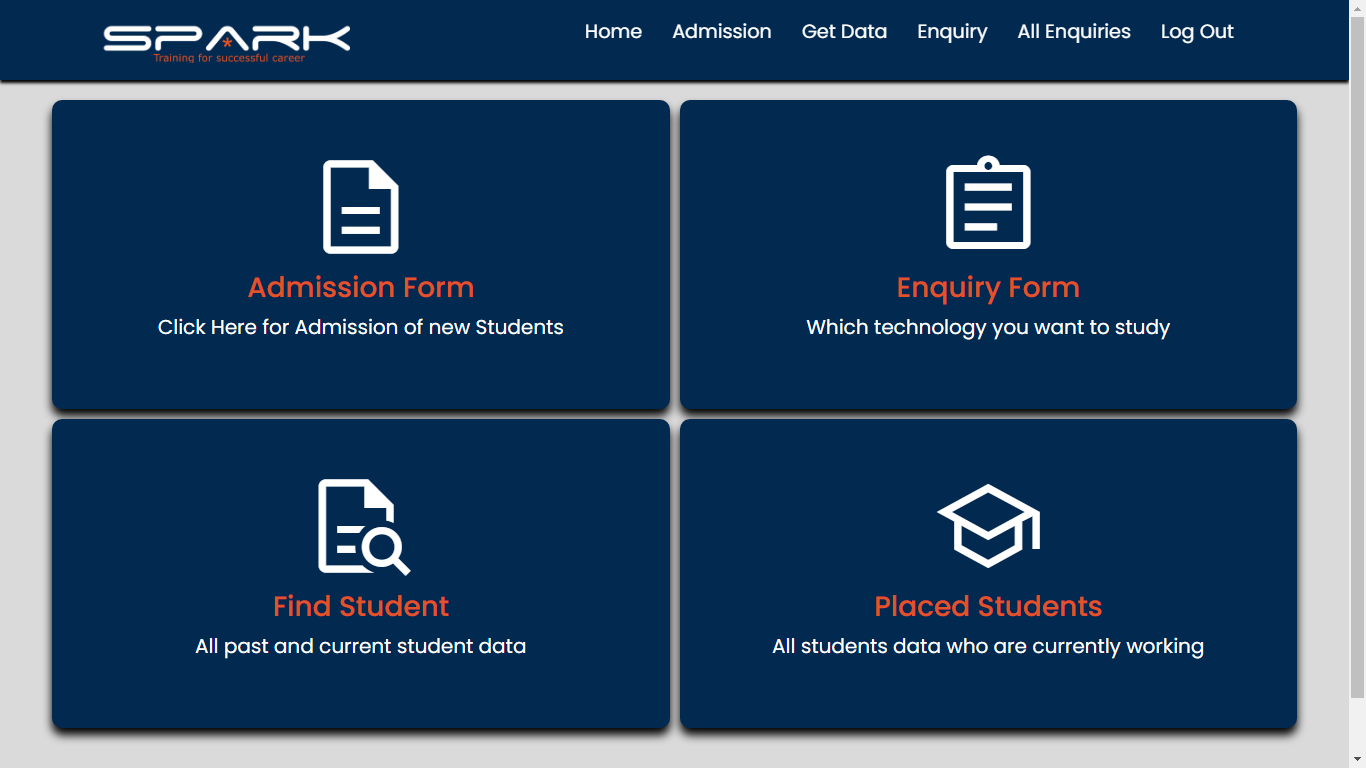 SPARK
Training for successful career
Home Admission Get Data Enquiry All Enquiries Log Out
Admission Form
Click Here for Admission of new Students
Enquiry Form
Which technology you want to study
Find Student
All past and current student data
Placed Students
All students data who are currently working